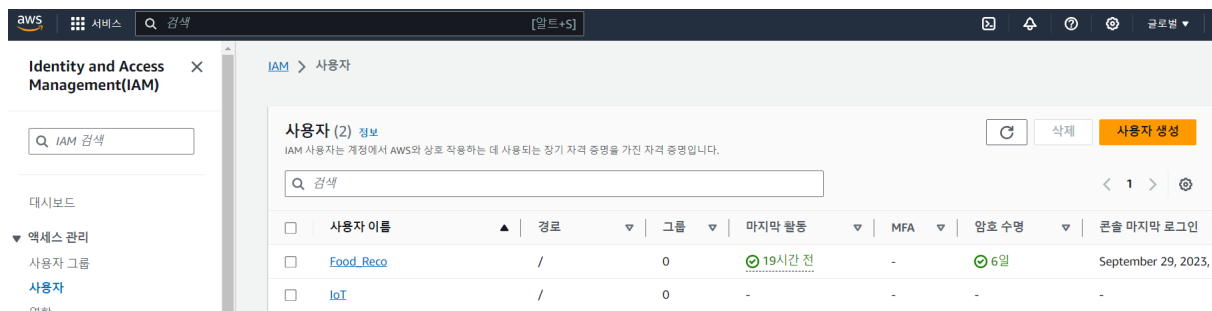 aws 서비스 검색 [알트+S] 글로벌 ▼
Identity and Access
Management(IAM)
IAM 검색
대시보드
▼ 액세스 관리
사용자 그룹
사용자
역할
IAM > 사용자
사용자 (2) 정보
삭제 사용자 생성
IAM 사용자는 계정에서 AWS와 상호 작용하는 데 사용되는 장기 자격 증명을 가진 자격 증명입니다.
검색
< 1 >
사용자 이름 ▲ 경로 그룹 마지막 활동 MFA 암호 수명 콘솔 마지막 로그인
Food_Reco / 0 19시간 전 - 6일 September 29, 2023,
IoT / 0 - - - -